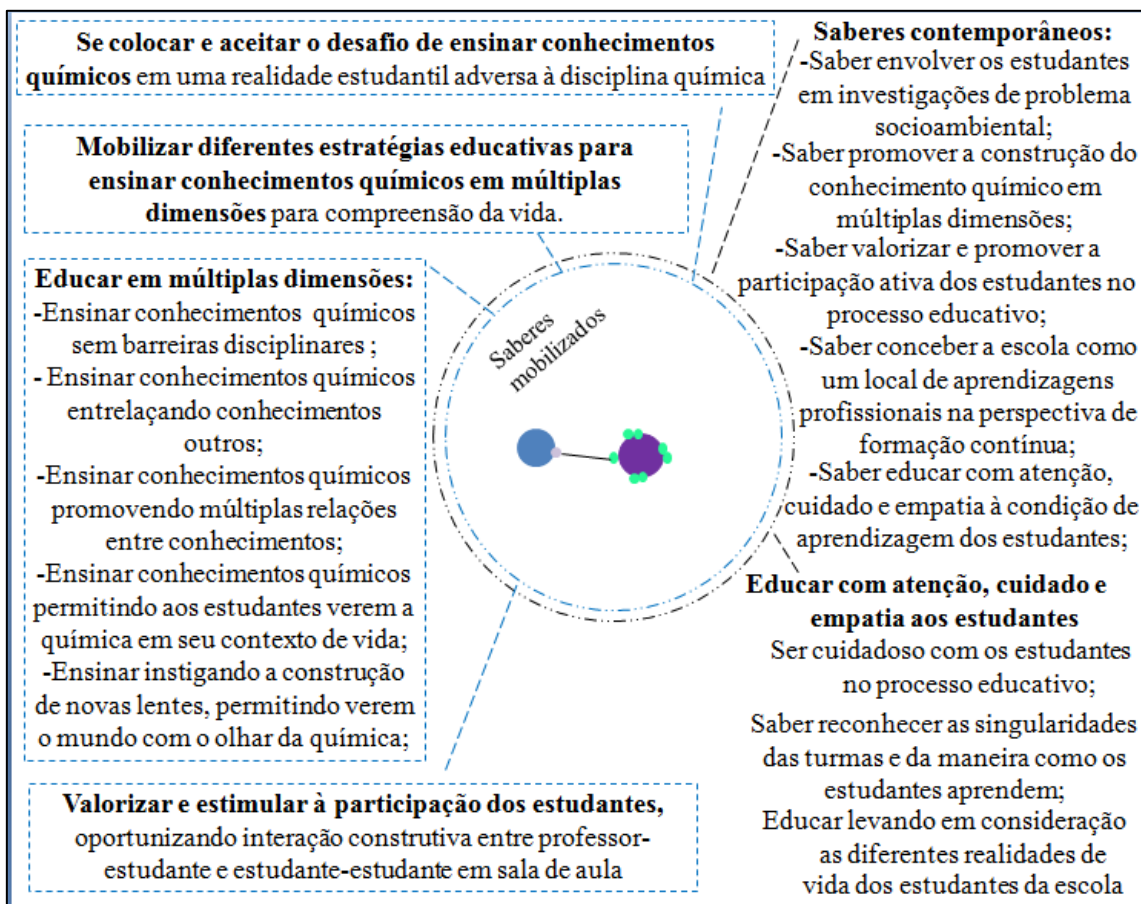 Se colocar e aceitar o desafio de ensinar conhecimentos
químicos em uma realidade estudantil adversa à disciplina química
Mobilizar diferentes estratégias educativas para
ensinar conhecimentos químicos em múltiplas
dimensões para compreensão da vida.
Educar em múltiplas dimensões:
-Ensinar conhecimentos químicos
sem barreiras disciplinares ;
- Ensinar conhecimentos químicos
entrelaçando conhecimentos
outros;
-Ensinar conhecimentos químicos
promovendo múltiplas relações
entre conhecimentos;
-Ensinar conhecimentos químicos
permitindo aos estudantes verem a
química em seu contexto de vida;
-Ensinar instigando a construção
de novas lentes, permitindo verem
o mundo com o olhar da química;
Valorizar e estimular à participação dos estudantes,
oportunizando interação construtiva entre professor-
estudante e estudante-estudante em sala de aula
Saberes
mobilizados
Saberes contemporâneos:
-Saber envolver os estudantes
em investigações de problema
socioambiental;
-Saber promover a construção do
conhecimento químico em
múltiplas dimensões;
-Saber valorizar e promover a
participação ativa dos estudantes no
processo educativo;
-Saber conceber a escola como
um local de aprendizagens
profissionais na perspectiva de
formação contínua;
-Saber educar com atenção,
cuidado e empatia à condição de
aprendizagem dos estudantes;
Educar com atenção, cuidado e
empatia aos estudantes
Ser cuidadoso com os estudantes
no processo educativo;
Saber reconhecer as singularidades
das turmas e da maneira como os
estudantes aprendem;
Educar levando em consideração
as diferentes realidades de
vida dos estudantes da escola